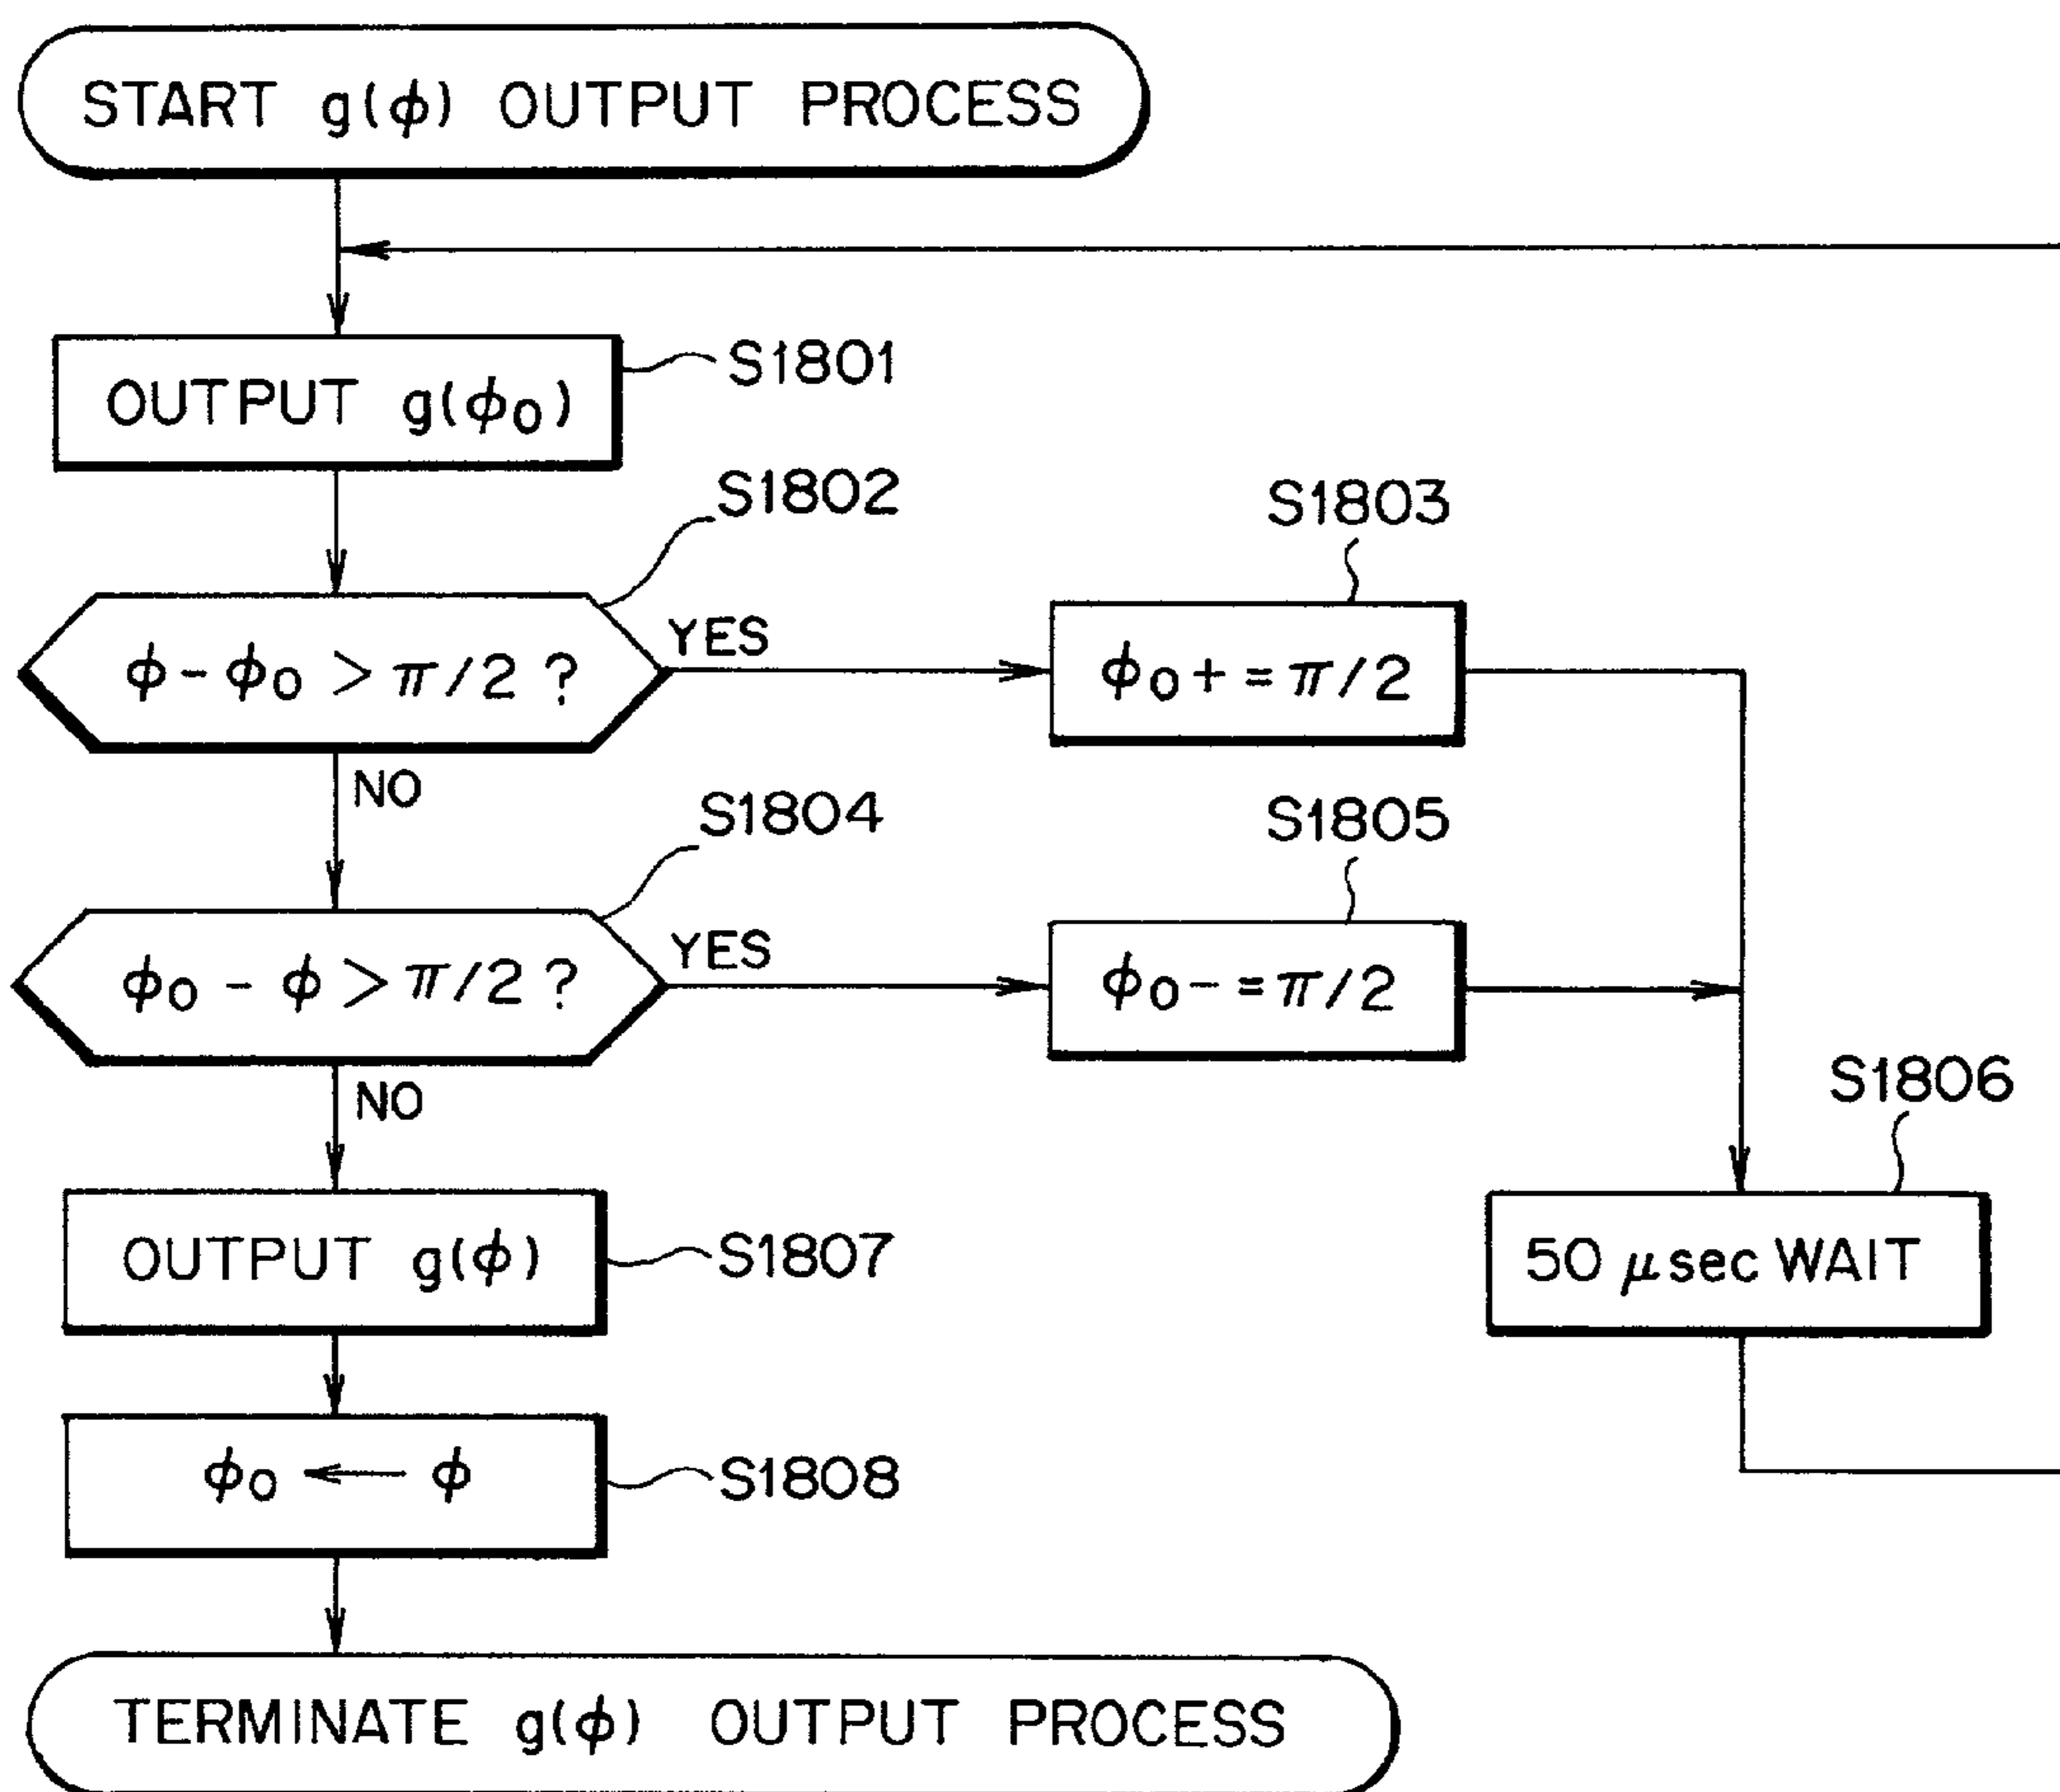 START g(ϕ) OUTPUT PROCESS
OUTPUT g(ϕ₀)
S1801
S1802
ϕ - ϕ₀ > π/2 ?
YES
S1803
ϕ₀ + = π/2
NO
S1804
ϕ₀ - ϕ > π/2 ?
YES
S1805
ϕ₀ - = π/2
NO
S1806
50 μsec WAIT
OUTPUT g(ϕ)
S1807
ϕ₀ ← ϕ
S1808
TERMINATE g(ϕ) OUTPUT PROCESS